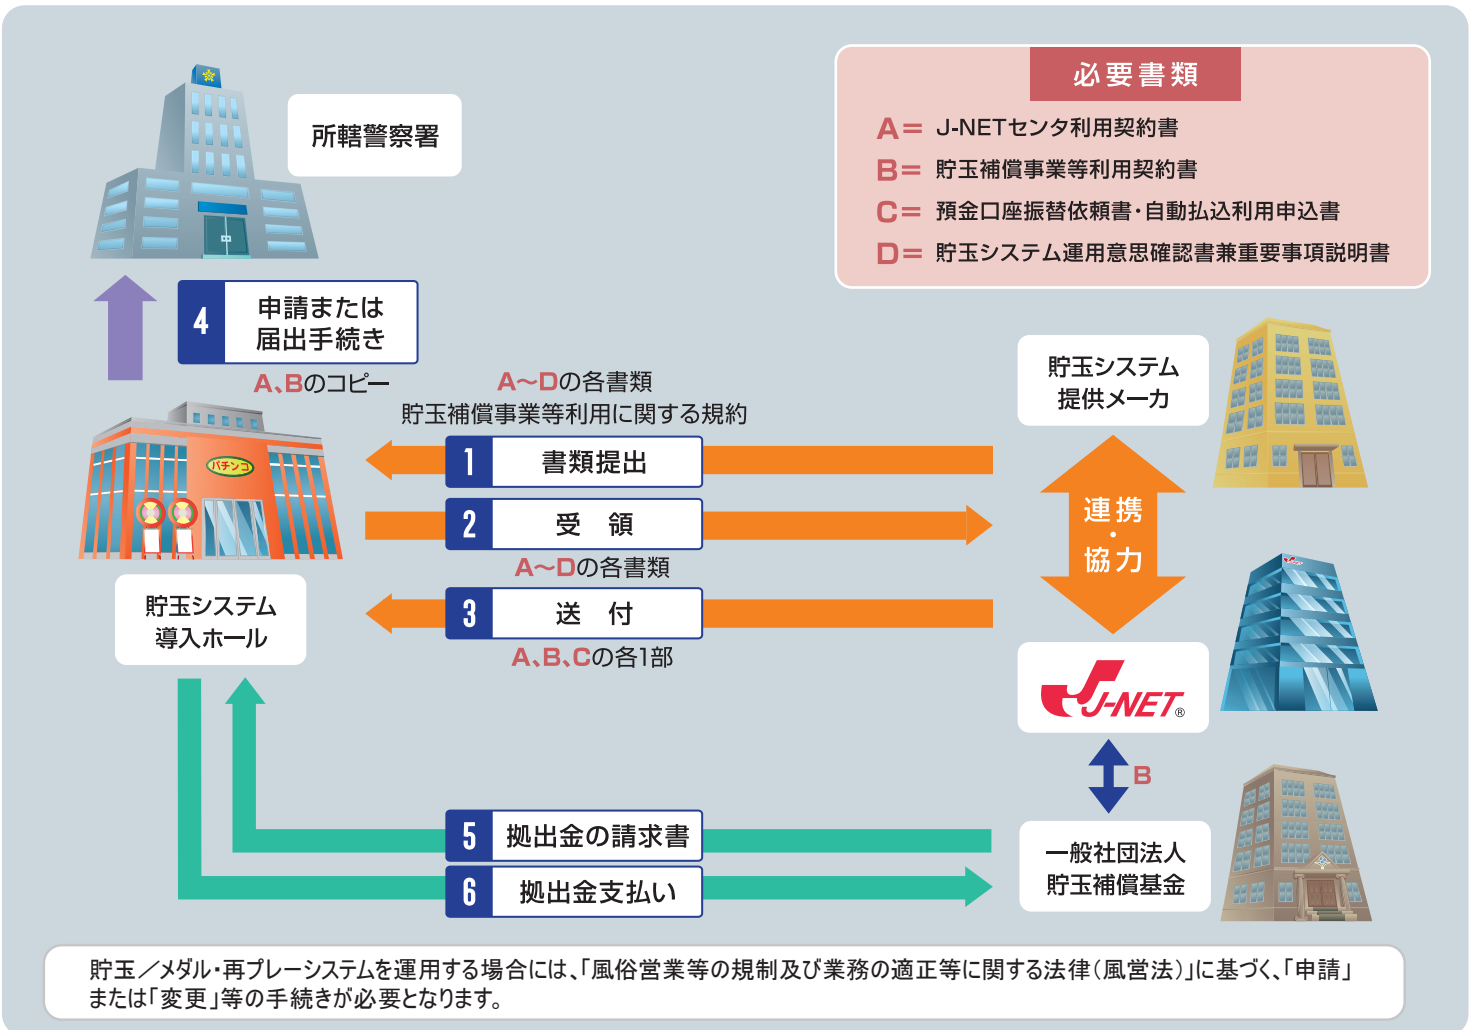 所轄警察署
必要書類
A= J-NETセンタ利用契約書
B= 貯玉補償事業等利用契約書
C= 預金口座振替依頼書・自動払込利用申込書
D= 貯玉システム運用意思確認書兼重要事項説明書
4 申請または
届出手続き
A、Bのコピー
A〜Dの各書類
貯玉補償事業等利用に関する規約
1 書類提出
2 受　領
A〜Dの各書類
3 送　付
A、B、Cの各1部
パチンコ
貯玉システム
導入ホール
貯玉システム
提供メーカ
連携
・
協力
J-NET
J-NET®
B
一般社団法人
貯玉補償基金
5 拠出金の請求書
6 拠出金支払い
貯玉／メダル・再プレーシステムを運用する場合には、「風俗営業等の規制及び業務の適正等に関する法律（風営法）」に基づく、「申請」
または「変更」等の手続きが必要となります。